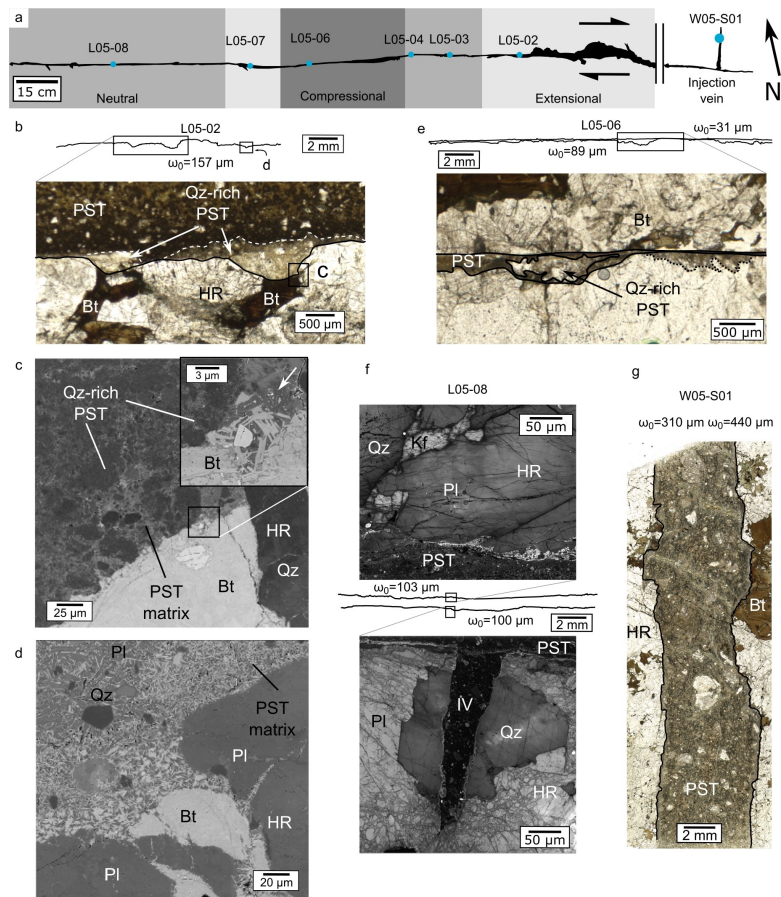 a
L05-08
L05-07
L05-06
L05-04
L05-03
L05-02
W05-S01
15 cm
Neutral
Compressional
Extensional
Injection
vein
N
b
L05-02
ω₀=157 µm
d
2 mm
PST
Qz-rich
PST
C
Bt
HR
Bt
500 µm
e
L05-06
ω₀=31 µm
ω₀=89 µm
2 mm
Bt
PST
Qz-rich
PST
500 µm
c
3 µm
Qz-rich
PST
Bt
HR
Qz
PST
matrix
Bt
25 µm
d
Pl
Qz
PST
matrix
Pl
Bt
HR
Pl
20 µm
f
L05-08
50 µm
Qz
Kf
HR
Pl
PST
ω₀=103 µm
ω₀=100 µm
2 mm
PST
IV
Pl
Qz
HR
50 µm
g
W05-S01
ω₀=310 µm ω₀=440 µm
HR
Bt
PST
2 mm